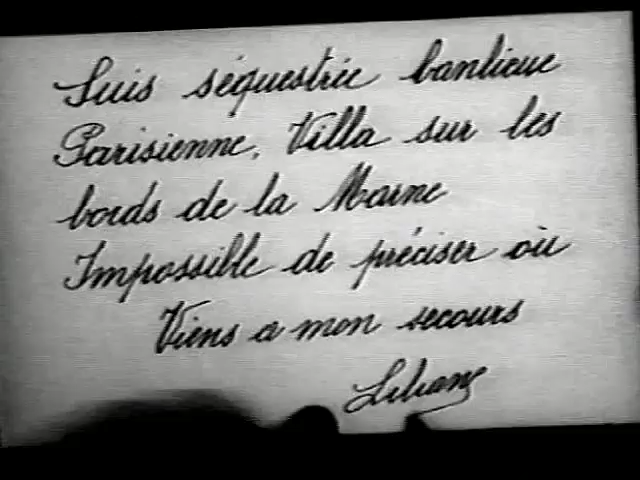 Suis séquestrée banlieue
Parisienne. Villa sur les
bords de la Marne
Impossible de préciser où
Viens a mon secours
Liliane